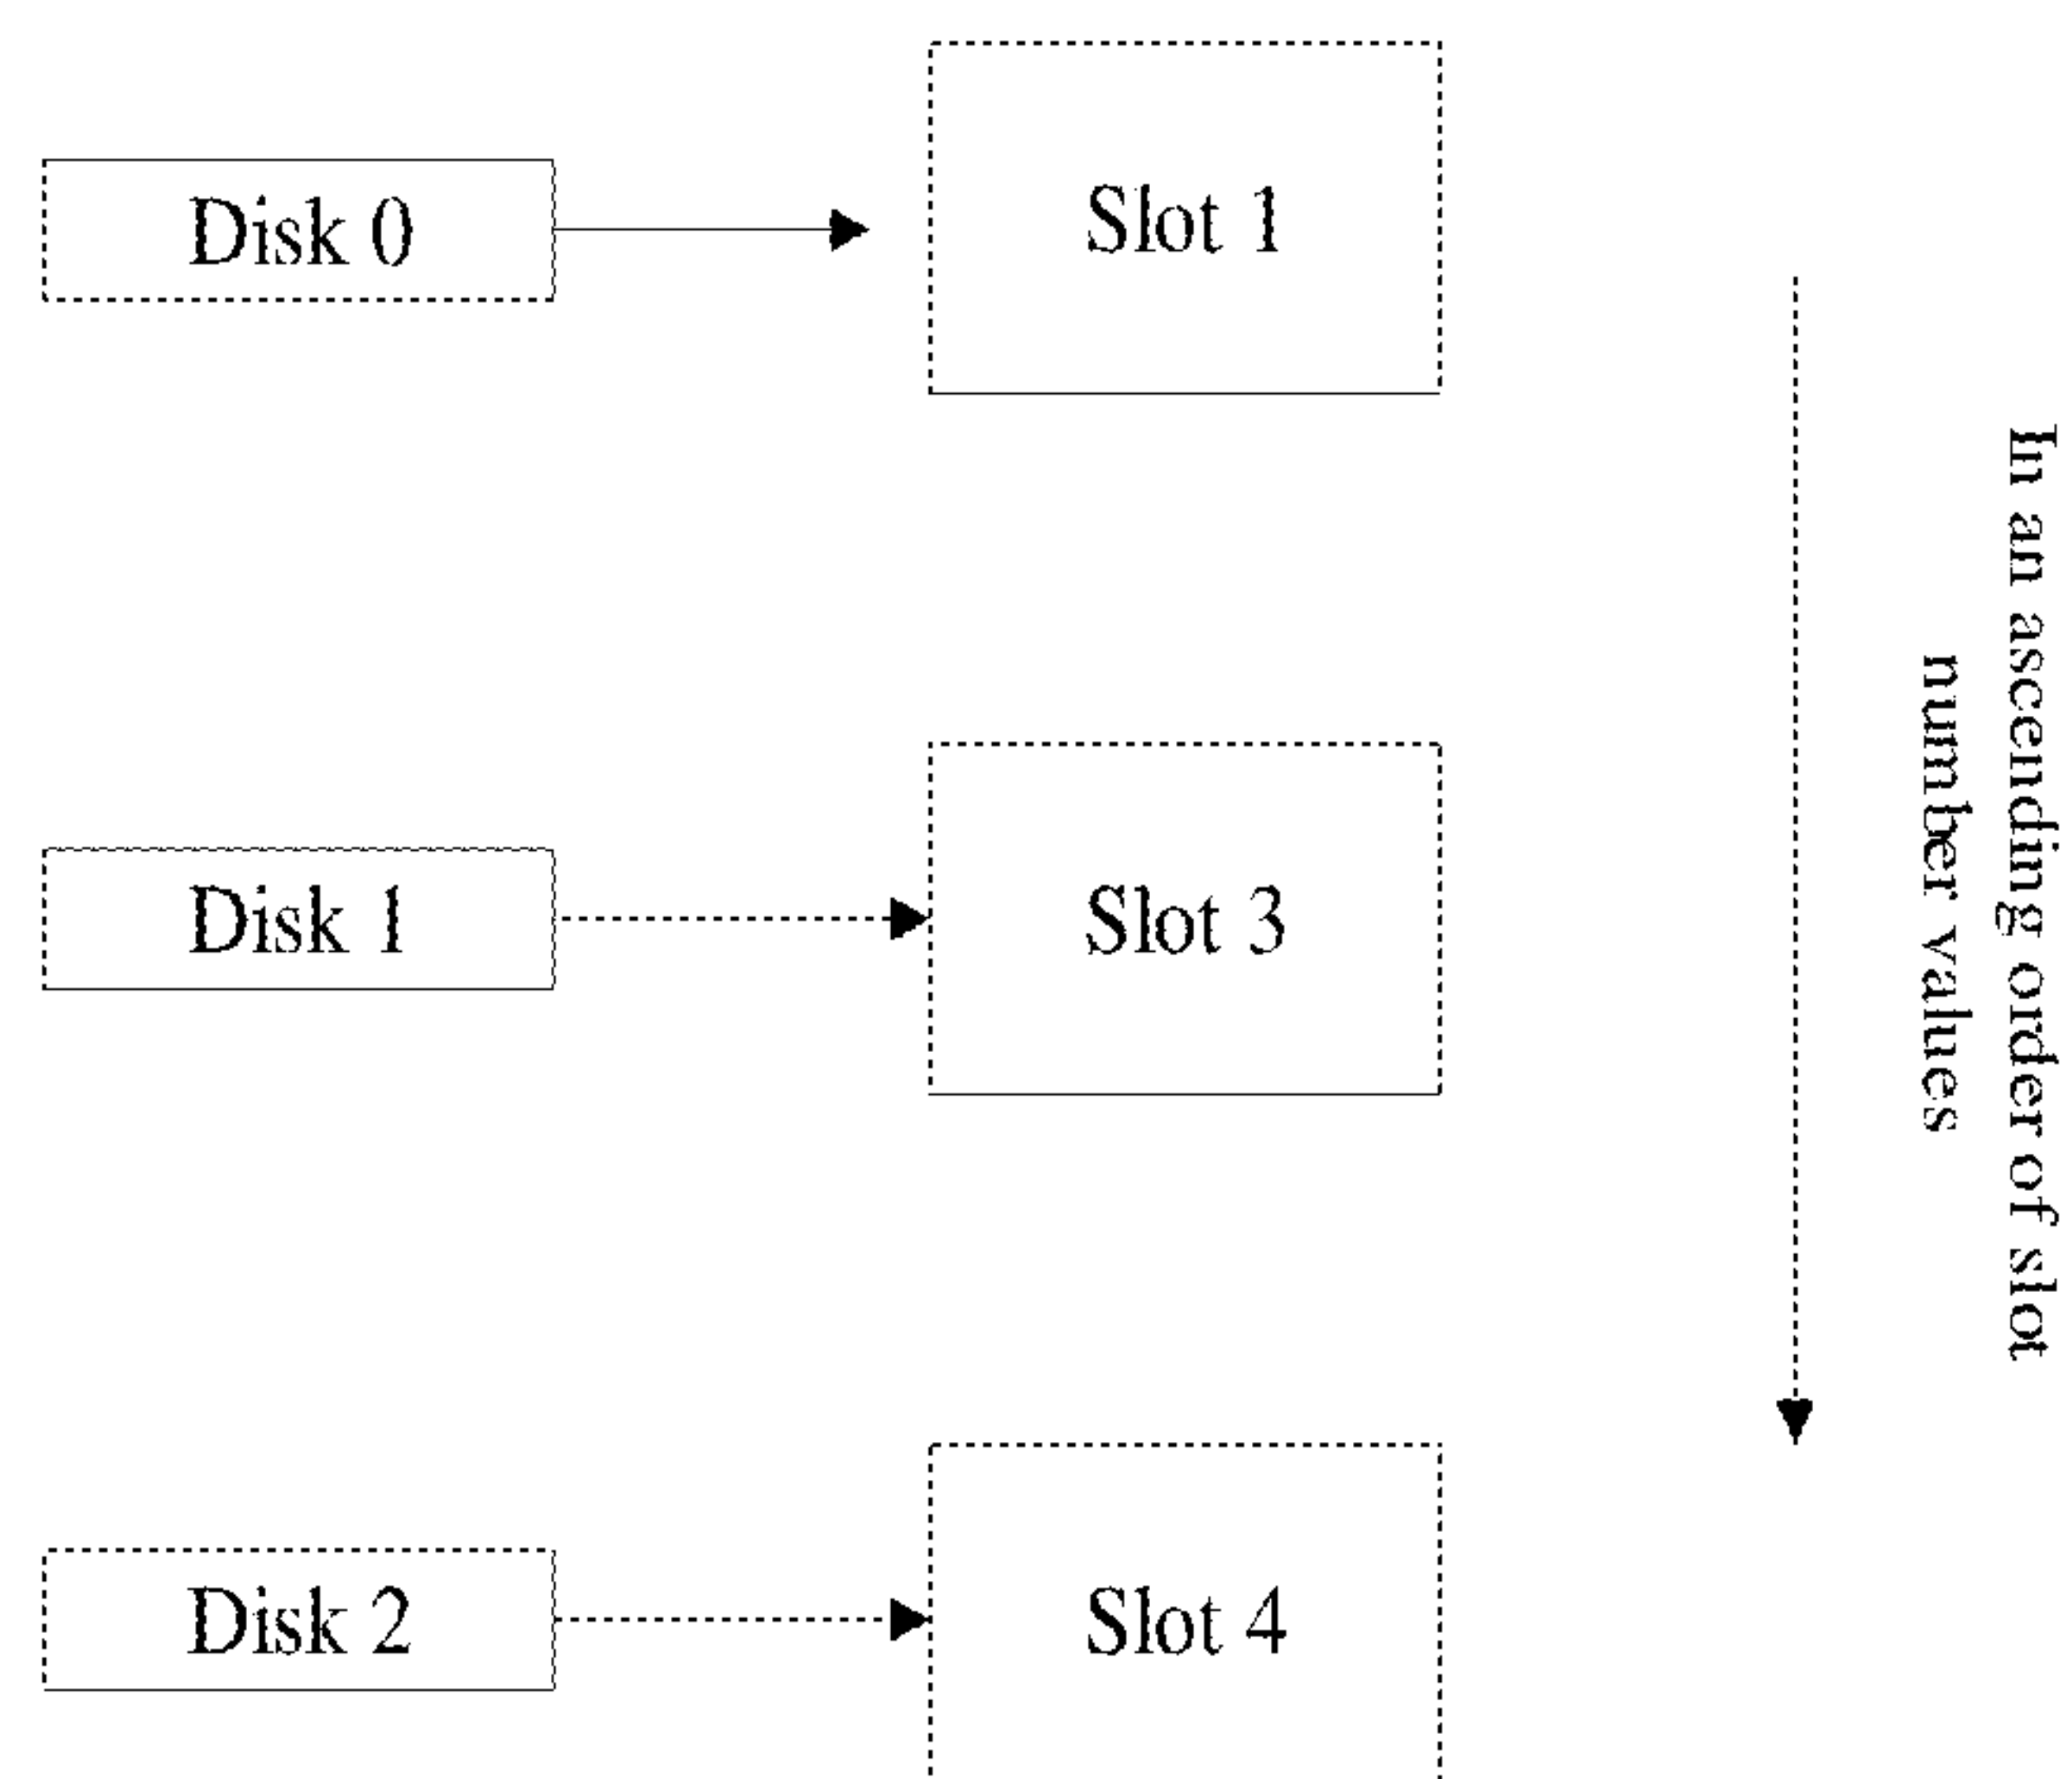 Disk 0
Slot 1
Disk 1
Slot 3
Disk 2
Slot 4
In an ascending order of slot
number values